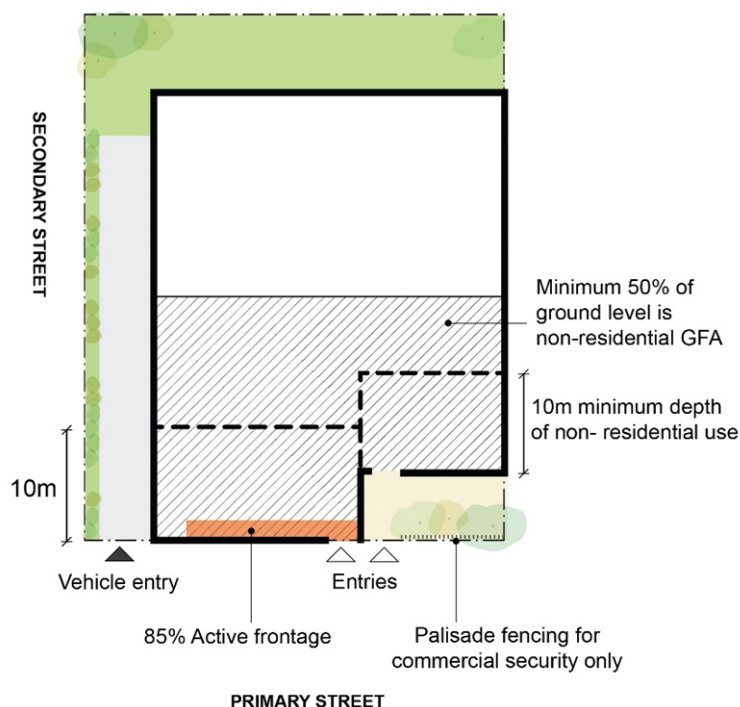 SECONDARY STREET
Minimum 50% of
ground level is
non-residential GFA
10m minimum depth
of non- residential use
10m
Vehicle entry
Entries
85% Active frontage
Palisade fencing for
commercial security only
PRIMARY STREET